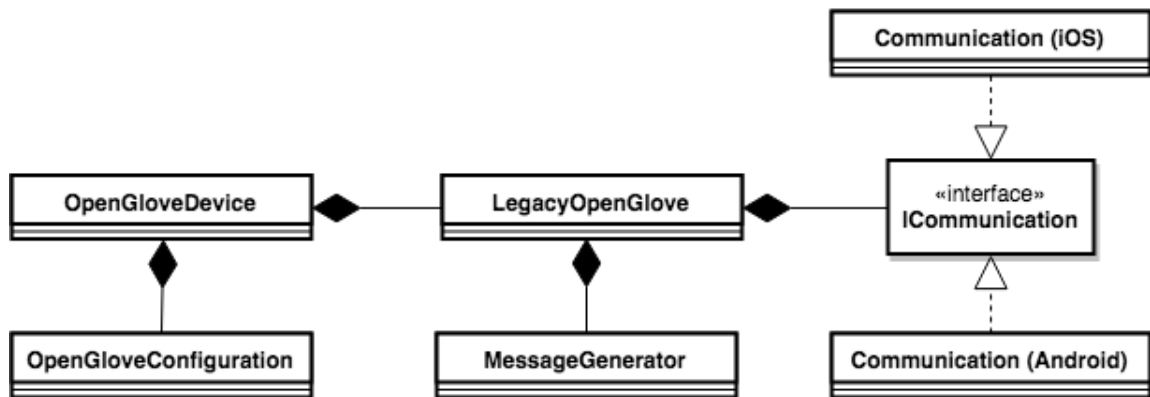 Communication (iOS)
OpenGloveDevice
LegacyOpenGlove
«interface»
ICommunication
OpenGloveConfiguration
MessageGenerator
Communication (Android)